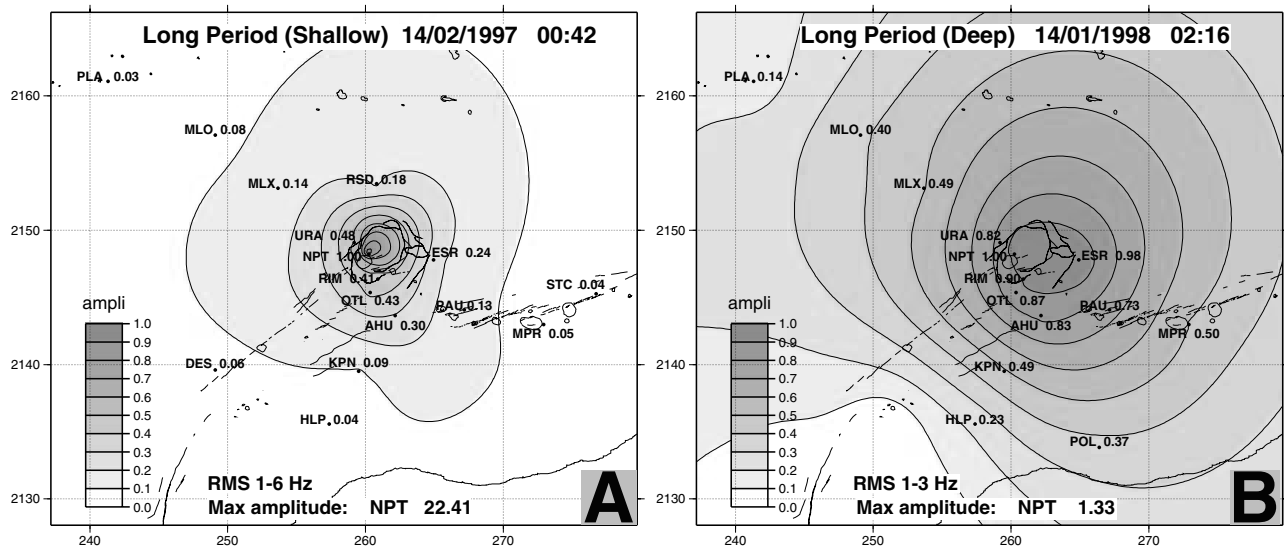 Long Period (Shallow) 14/02/1997 00:42
2160
2150
2140
2130
PLA 0.03
MLO 0.08
MLX 0.14
RSD 0.18
URA 0.48
NPT 1.00
ESR 0.24
RIM 0.41
QTL 0.43
PAU 0.13
STC 0.04
AHU 0.30
MPR 0.05
DES 0.06
KPN 0.09
HLP 0.04
ampli
1.0
0.9
0.8
0.7
0.6
0.5
0.4
0.3
0.2
0.1
0.0
RMS 1-6 Hz
Max amplitude: NPT 22.41
A
240 250 260 270
Long Period (Deep) 14/01/1998 02:16
2160
2150
2140
2130
PLA 0.14
MLO 0.40
MLX 0.49
URA 0.82
NPT 1.00
ESR 0.98
RIM 0.90
QTL 0.87
PAU 0.73
AHU 0.83
MPR 0.50
KPN 0.49
HLP 0.23
POL 0.37
ampli
1.0
0.9
0.8
0.7
0.6
0.5
0.4
0.3
0.2
0.1
0.0
RMS 1-3 Hz
Max amplitude: NPT 1.33
B
240 250 260 270